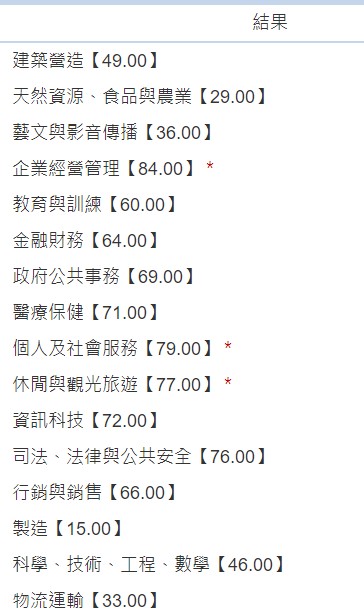 結果
建築營造【49.00】
天然資源、食品與農業【29.00】
藝文與影音傳播【36.00】
企業經營管理【84.00】*
教育與訓練【60.00】
金融財務【64.00】
政府公共事務【69.00】
醫療保健【71.00】
個人及社會服務【79.00】*
休閒與觀光旅遊【77.00】*
資訊科技【72.00】
司法、法律與公共安全【76.00】
行銷與銷售【66.00】
製造【15.00】
科學、技術、工程、數學【46.00】
物流運輸【33.00】